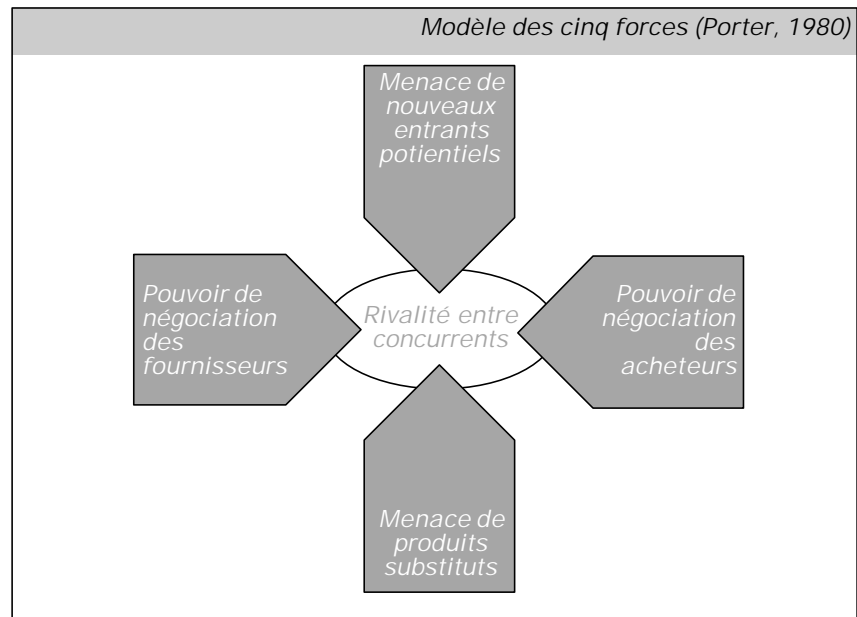 Modèle des cinq forces (Porter, 1980)
Menace de
nouveaux
entrants
potientiels
Pouvoir de
négociation
des
fournisseurs
Rivalité entre
concurrents
Pouvoir de
négociation
des
acheteurs
Menace de
produits
substituts